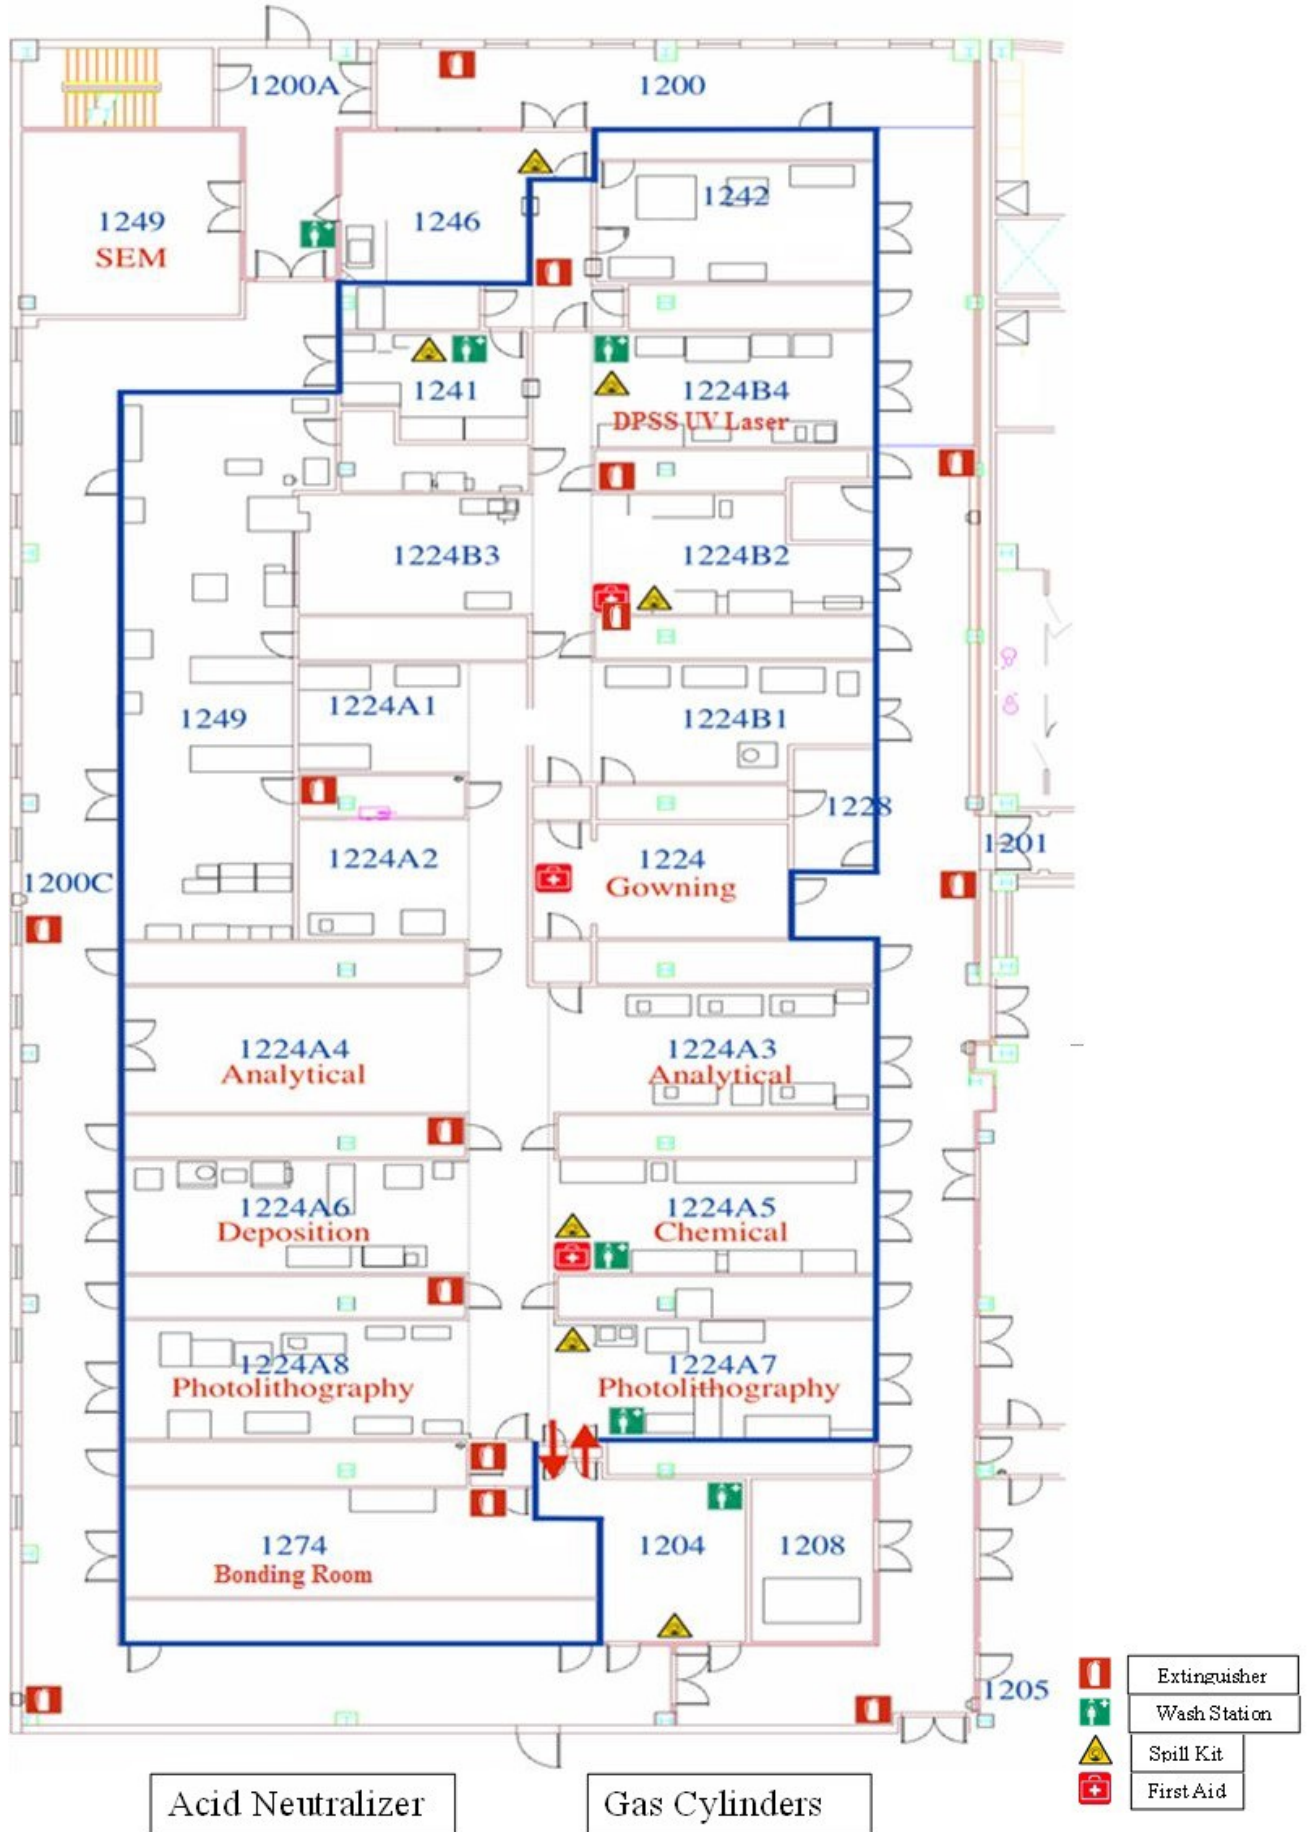 1200A
1200
1249
SEM
1246
1242
1241
1224B4
DPSS UV Laser
1224B3
1224B2
1249
1224A1
1224B1
1228
1201
1200C
1224A2
1224
Gowning
1224A4
Analytical
1224A3
Analytical
1224A6
Deposition
1224A5
Chemical
1224A8
Photolithography
1224A7
Photolithography
1274
Bonding Room
1204
1208
1205
Extinguisher
Wash Station
Spill Kit
First Aid
Acid Neutralizer
Gas Cylinders